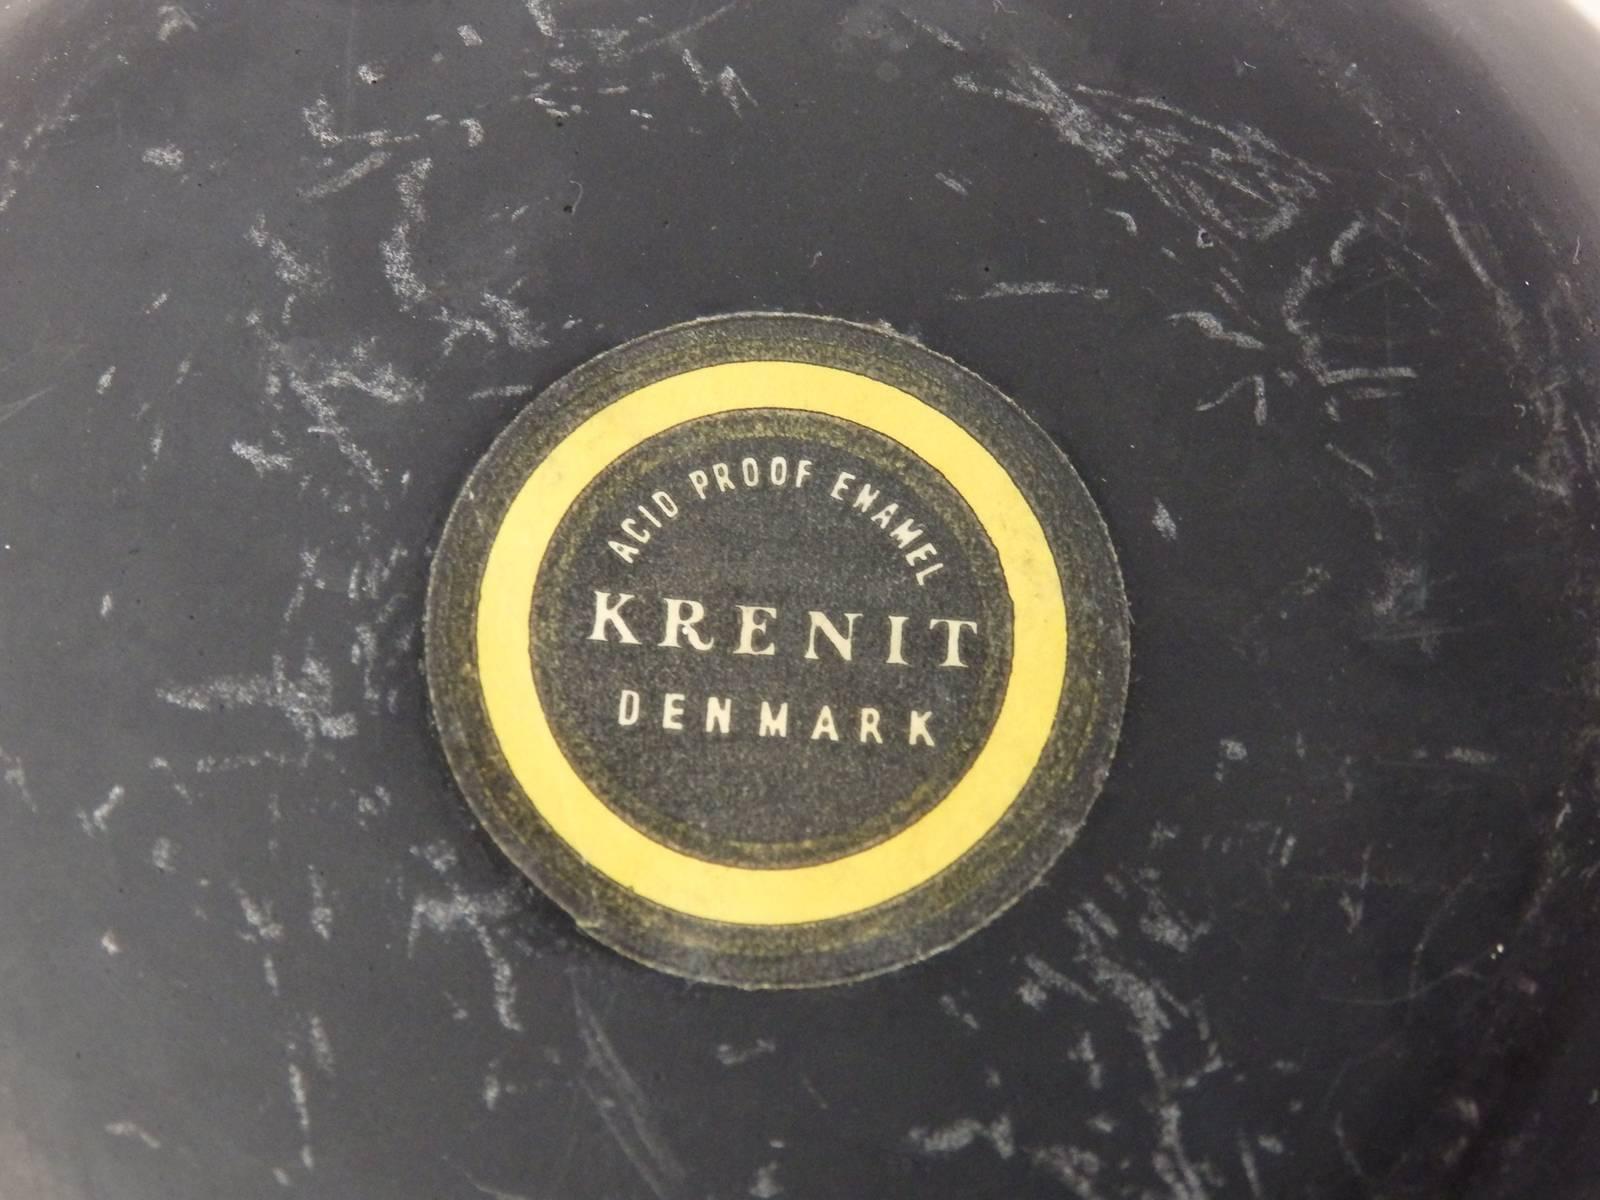 ACID PROOF ENAMEL
KRENIT
DENMARK